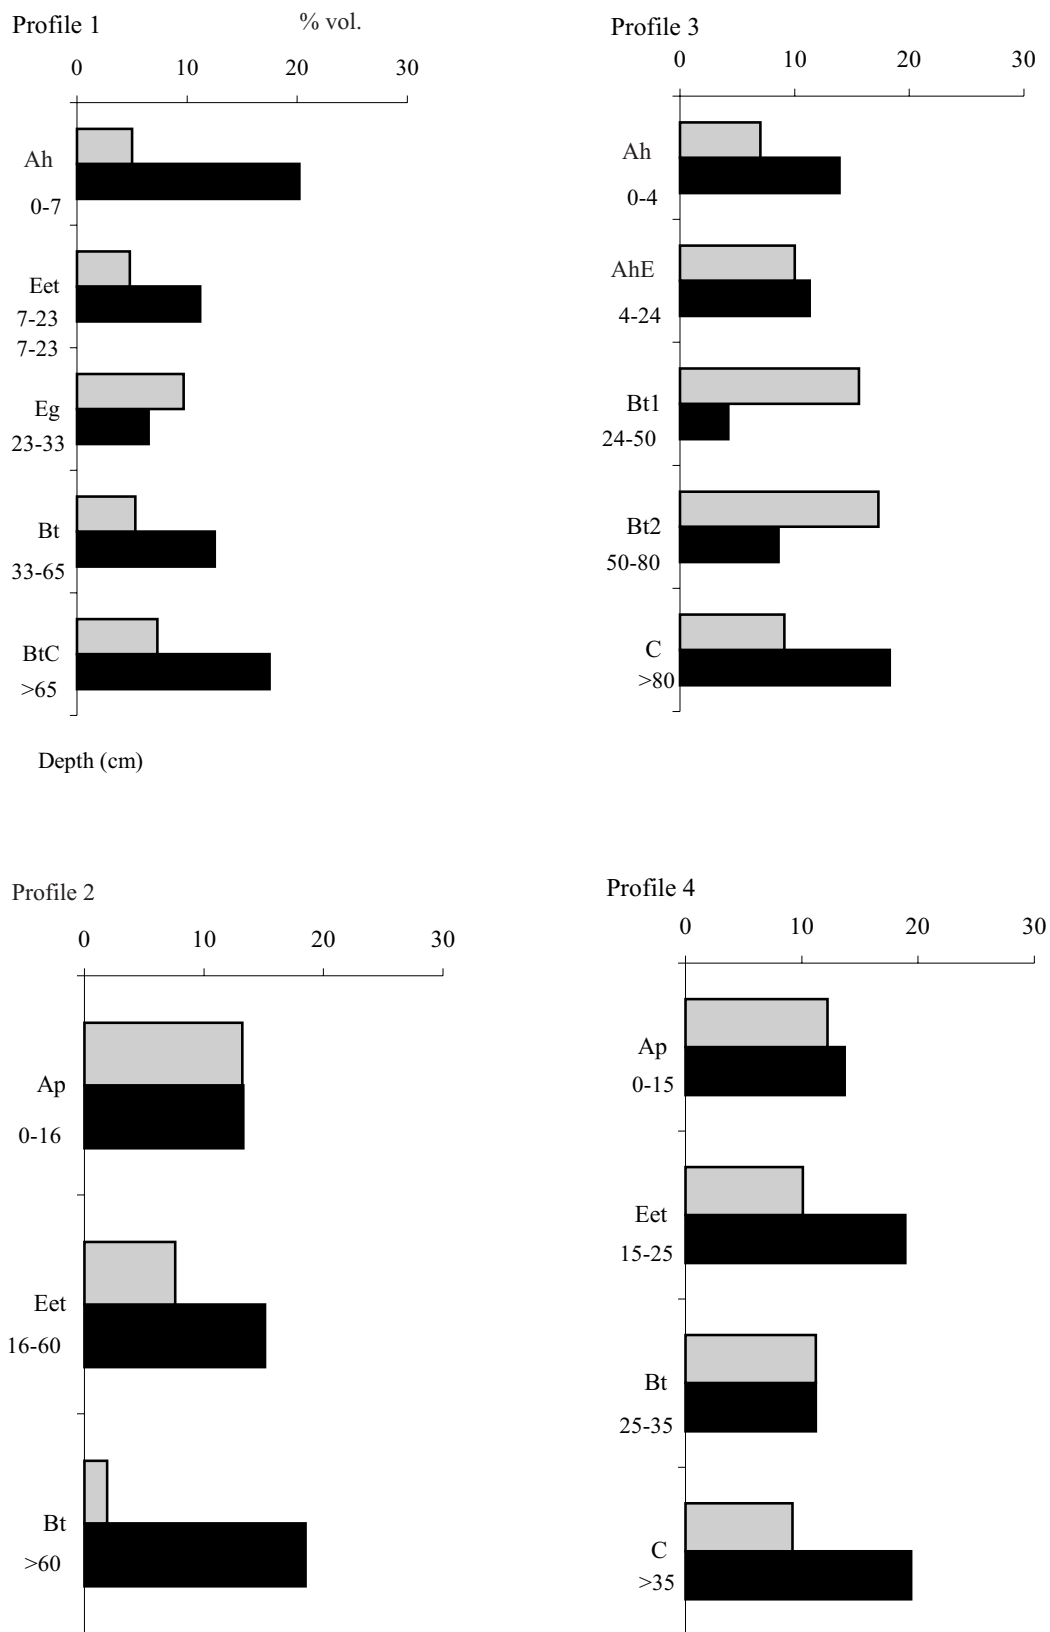 Profile 1
% vol.
0 10 20 30
Ah
0-7
Eet
7-23
7-23
Eg
23-33
Bt
33-65
BtC
>65
Depth (cm)
Profile 3
0 10 20 30
Ah
0-4
AhE
4-24
Bt1
24-50
Bt2
50-80
C
>80
Profile 2
0 10 20 30
Ap
0-16
Eet
16-60
Bt
>60
Profile 4
0 10 20 30
Ap
0-15
Eet
15-25
Bt
25-35
C
>35